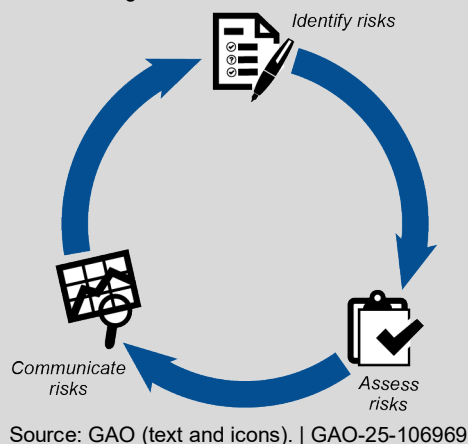 Identify risks
Assess
risks
Communicate
risks
Source: GAO (text and icons). | GAO-25-106969